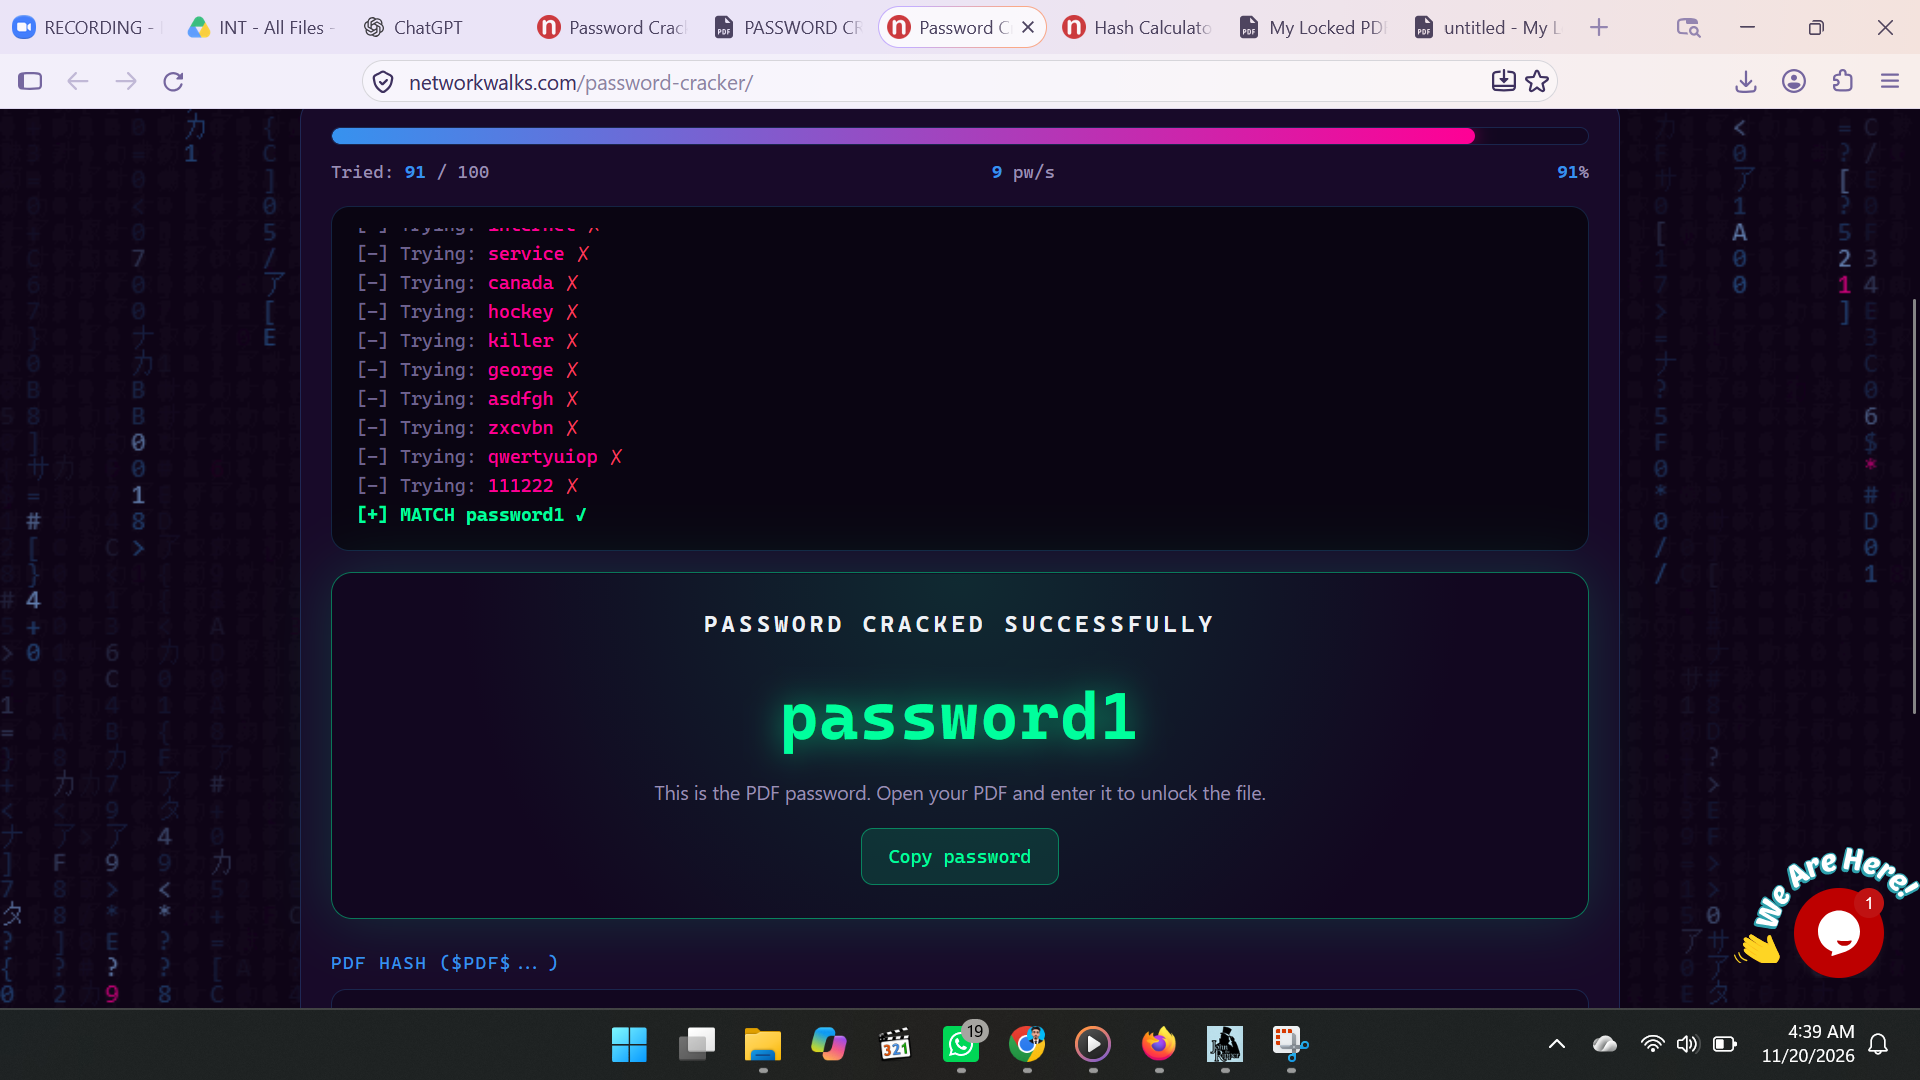 RECORDING -
INT - All Files -
ChatGPT
Password Crac
PASSWORD CR
Password C
Hash Calculato
My Locked PD
untitled - My L
networkwalks.com/password-cracker/
Tried: 91 / 100
9 pw/s
91%
[-] Trying: internet ✗
[-] Trying: service ✗
[-] Trying: canada ✗
[-] Trying: hockey ✗
[-] Trying: killer ✗
[-] Trying: george ✗
[-] Trying: asdfgh ✗
[-] Trying: zxcvbn ✗
[-] Trying: qwertyuiop ✗
[-] Trying: 111222 ✗
[+] MATCH password1 ✓
PASSWORD CRACKED SUCCESSFULLY
password1
This is the PDF password. Open your PDF and enter it to unlock the file.
Copy password
PDF HASH ($PDF$...)
We Are Here!
1
19
4:39 AM
11/20/2026